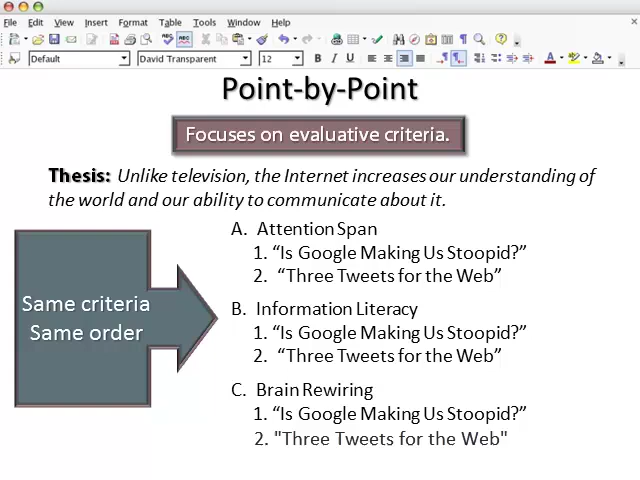 File Edit View Insert Format Table Tools Window Help
Default David Transparent 12 B I U
Point-by-Point
Focuses on evaluative criteria.
Thesis: Unlike television, the Internet increases our understanding of
the world and our ability to communicate about it.
A. Attention Span
1. “Is Google Making Us Stoopid?”
2. “Three Tweets for the Web”
Same criteria
Same order
B. Information Literacy
1. “Is Google Making Us Stoopid?”
2. “Three Tweets for the Web”
C. Brain Rewiring
1. “Is Google Making Us Stoopid?”
2. "Three Tweets for the Web"